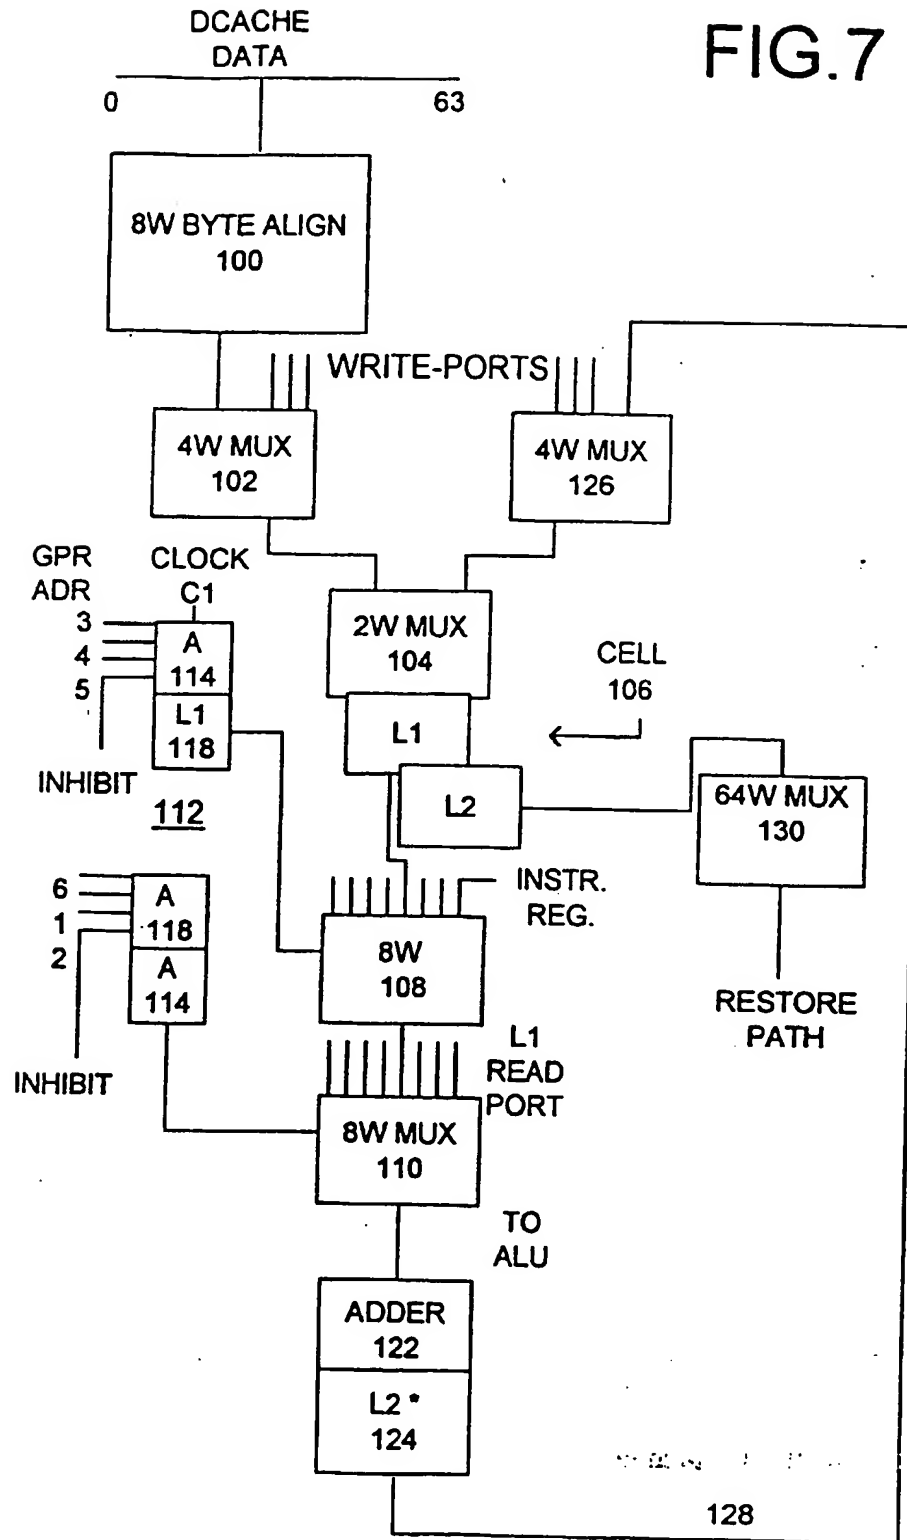 DCACHE
DATA
FIG.7
0
63
8W BYTE ALIGN
100
WRITE-PORTS
4W MUX
102
4W MUX
126
GPR
ADR
CLOCK
C1
3
4
5
A
114
L1
118
INHIBIT
112
2W MUX
104
L1
L2
CELL
106
64W MUX
130
RESTORE
PATH
INSTR.
REG.
6
1
2
A
118
A
114
INHIBIT
8W
108
L1
READ
PORT
8W MUX
110
TO
ALU
ADDER
122
L2 *
124
128